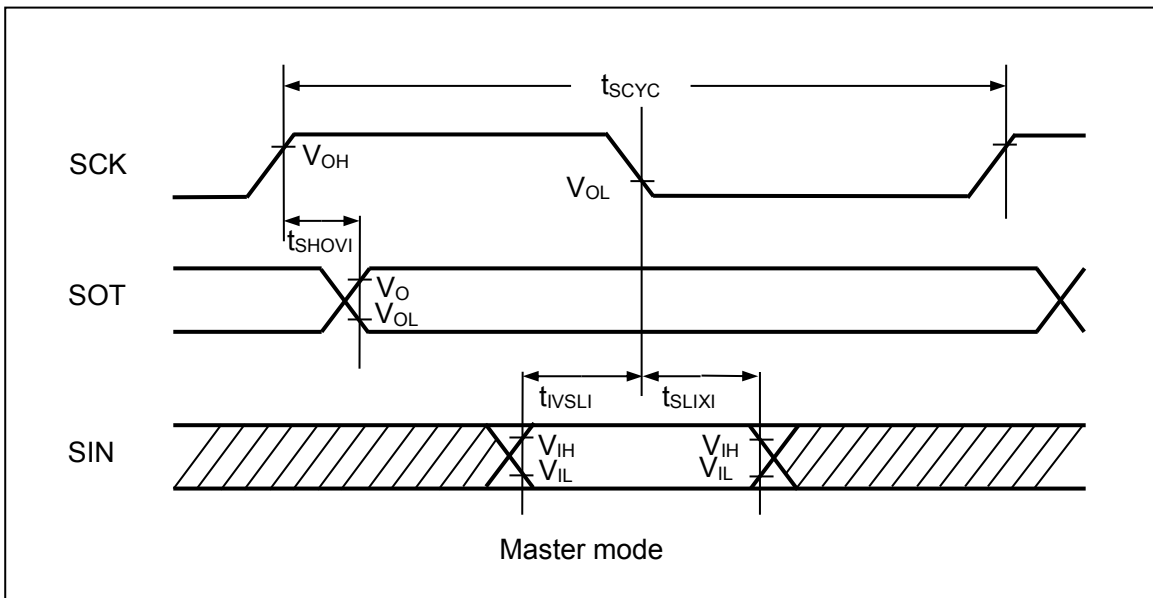 tSCYC
SCK
VOH
VOL
tSHOVI
SOT
VO
VOL
tIVSLI
tSLIXI
SIN
VIH
VIH
VIL
VIL
Master mode